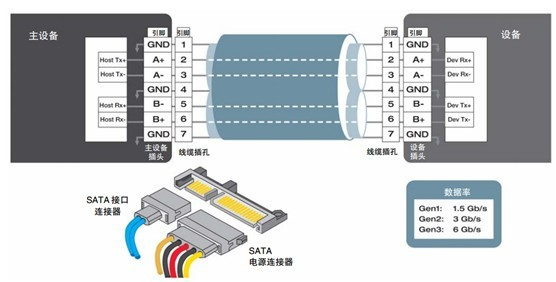 主设备 引脚 引脚 引脚 引脚 设备
GND 1 1 GND
Host Tx+ A+ 2 2 A+ Dev Rx+
Host Tx- A- 3 3 A- Dev Rx-
GND 4 4 GND
Host Rx+ B- 5 5 B- Dev Tx+
Host Rx- B+ 6 6 B+ Dev Tx-
GND 7 7 GND
主设备
插头
线缆插孔
线缆插孔
设备
插头
SATA 接口
连接器
SATA
电源连接器
数据率
Gen1: 1.5 Gb/s
Gen2: 3 Gb/s
Gen3: 6 Gb/s